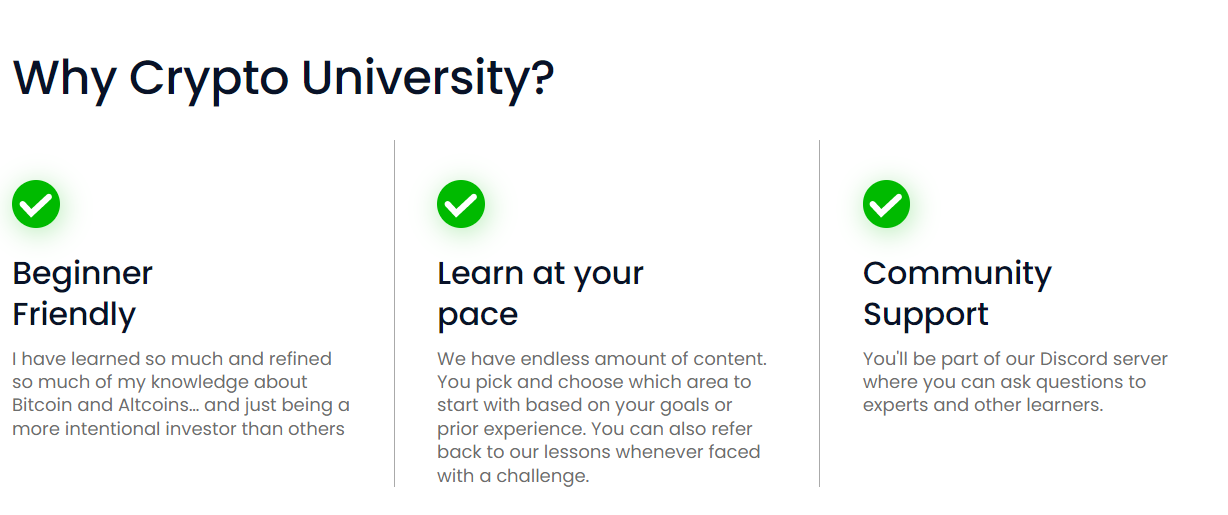 Why Crypto University?
Beginner
Friendly
I have learned so much and refined
so much of my knowledge about
Bitcoin and Altcoins... and just being a
more intentional investor than others
Learn at your
pace
We have endless amount of content.
You pick and choose which area to
start with based on your goals or
prior experience. You can also refer
back to our lessons whenever faced
with a challenge.
Community
Support
You'll be part of our Discord server
where you can ask questions to
experts and other learners.